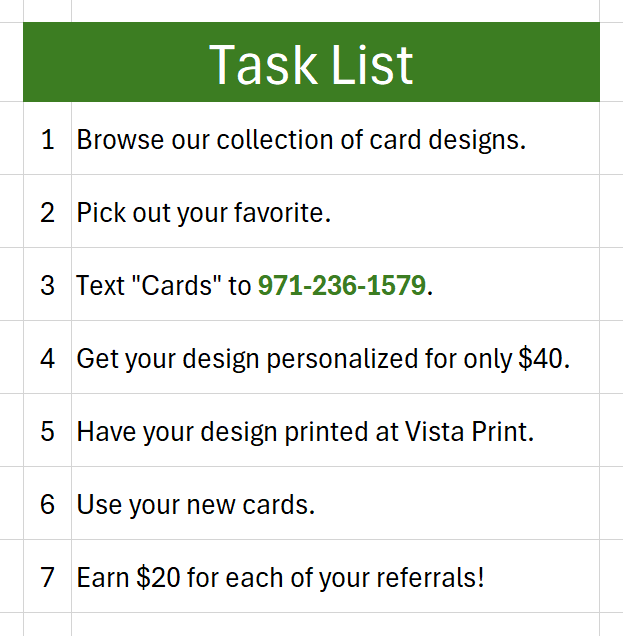 Task List
1 Browse our collection of card designs.
2 Pick out your favorite.
3 Text "Cards" to 971-236-1579.
4 Get your design personalized for only $40.
5 Have your design printed at Vista Print.
6 Use your new cards.
7 Earn $20 for each of your referrals!